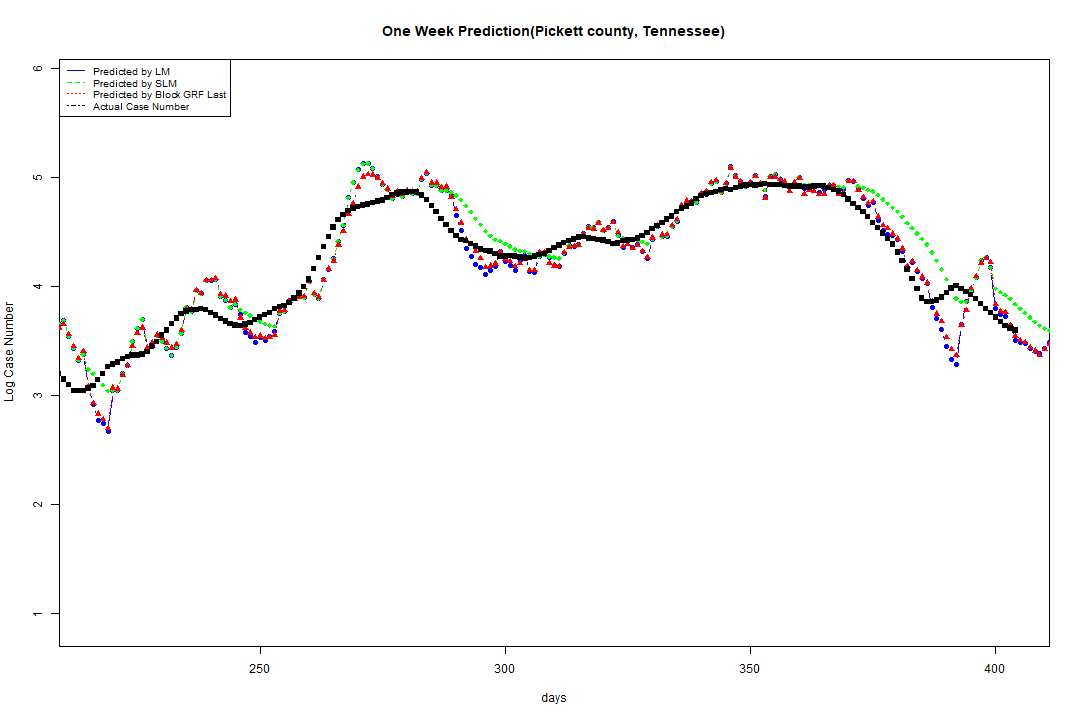 One Week Prediction(Pickett county, Tennessee)
Predicted by LM
Predicted by SLM
Predicted by Block GRF Last
Actual Case Number
6
5
4
3
2
1
Log Case Number
250 300 350 400
days